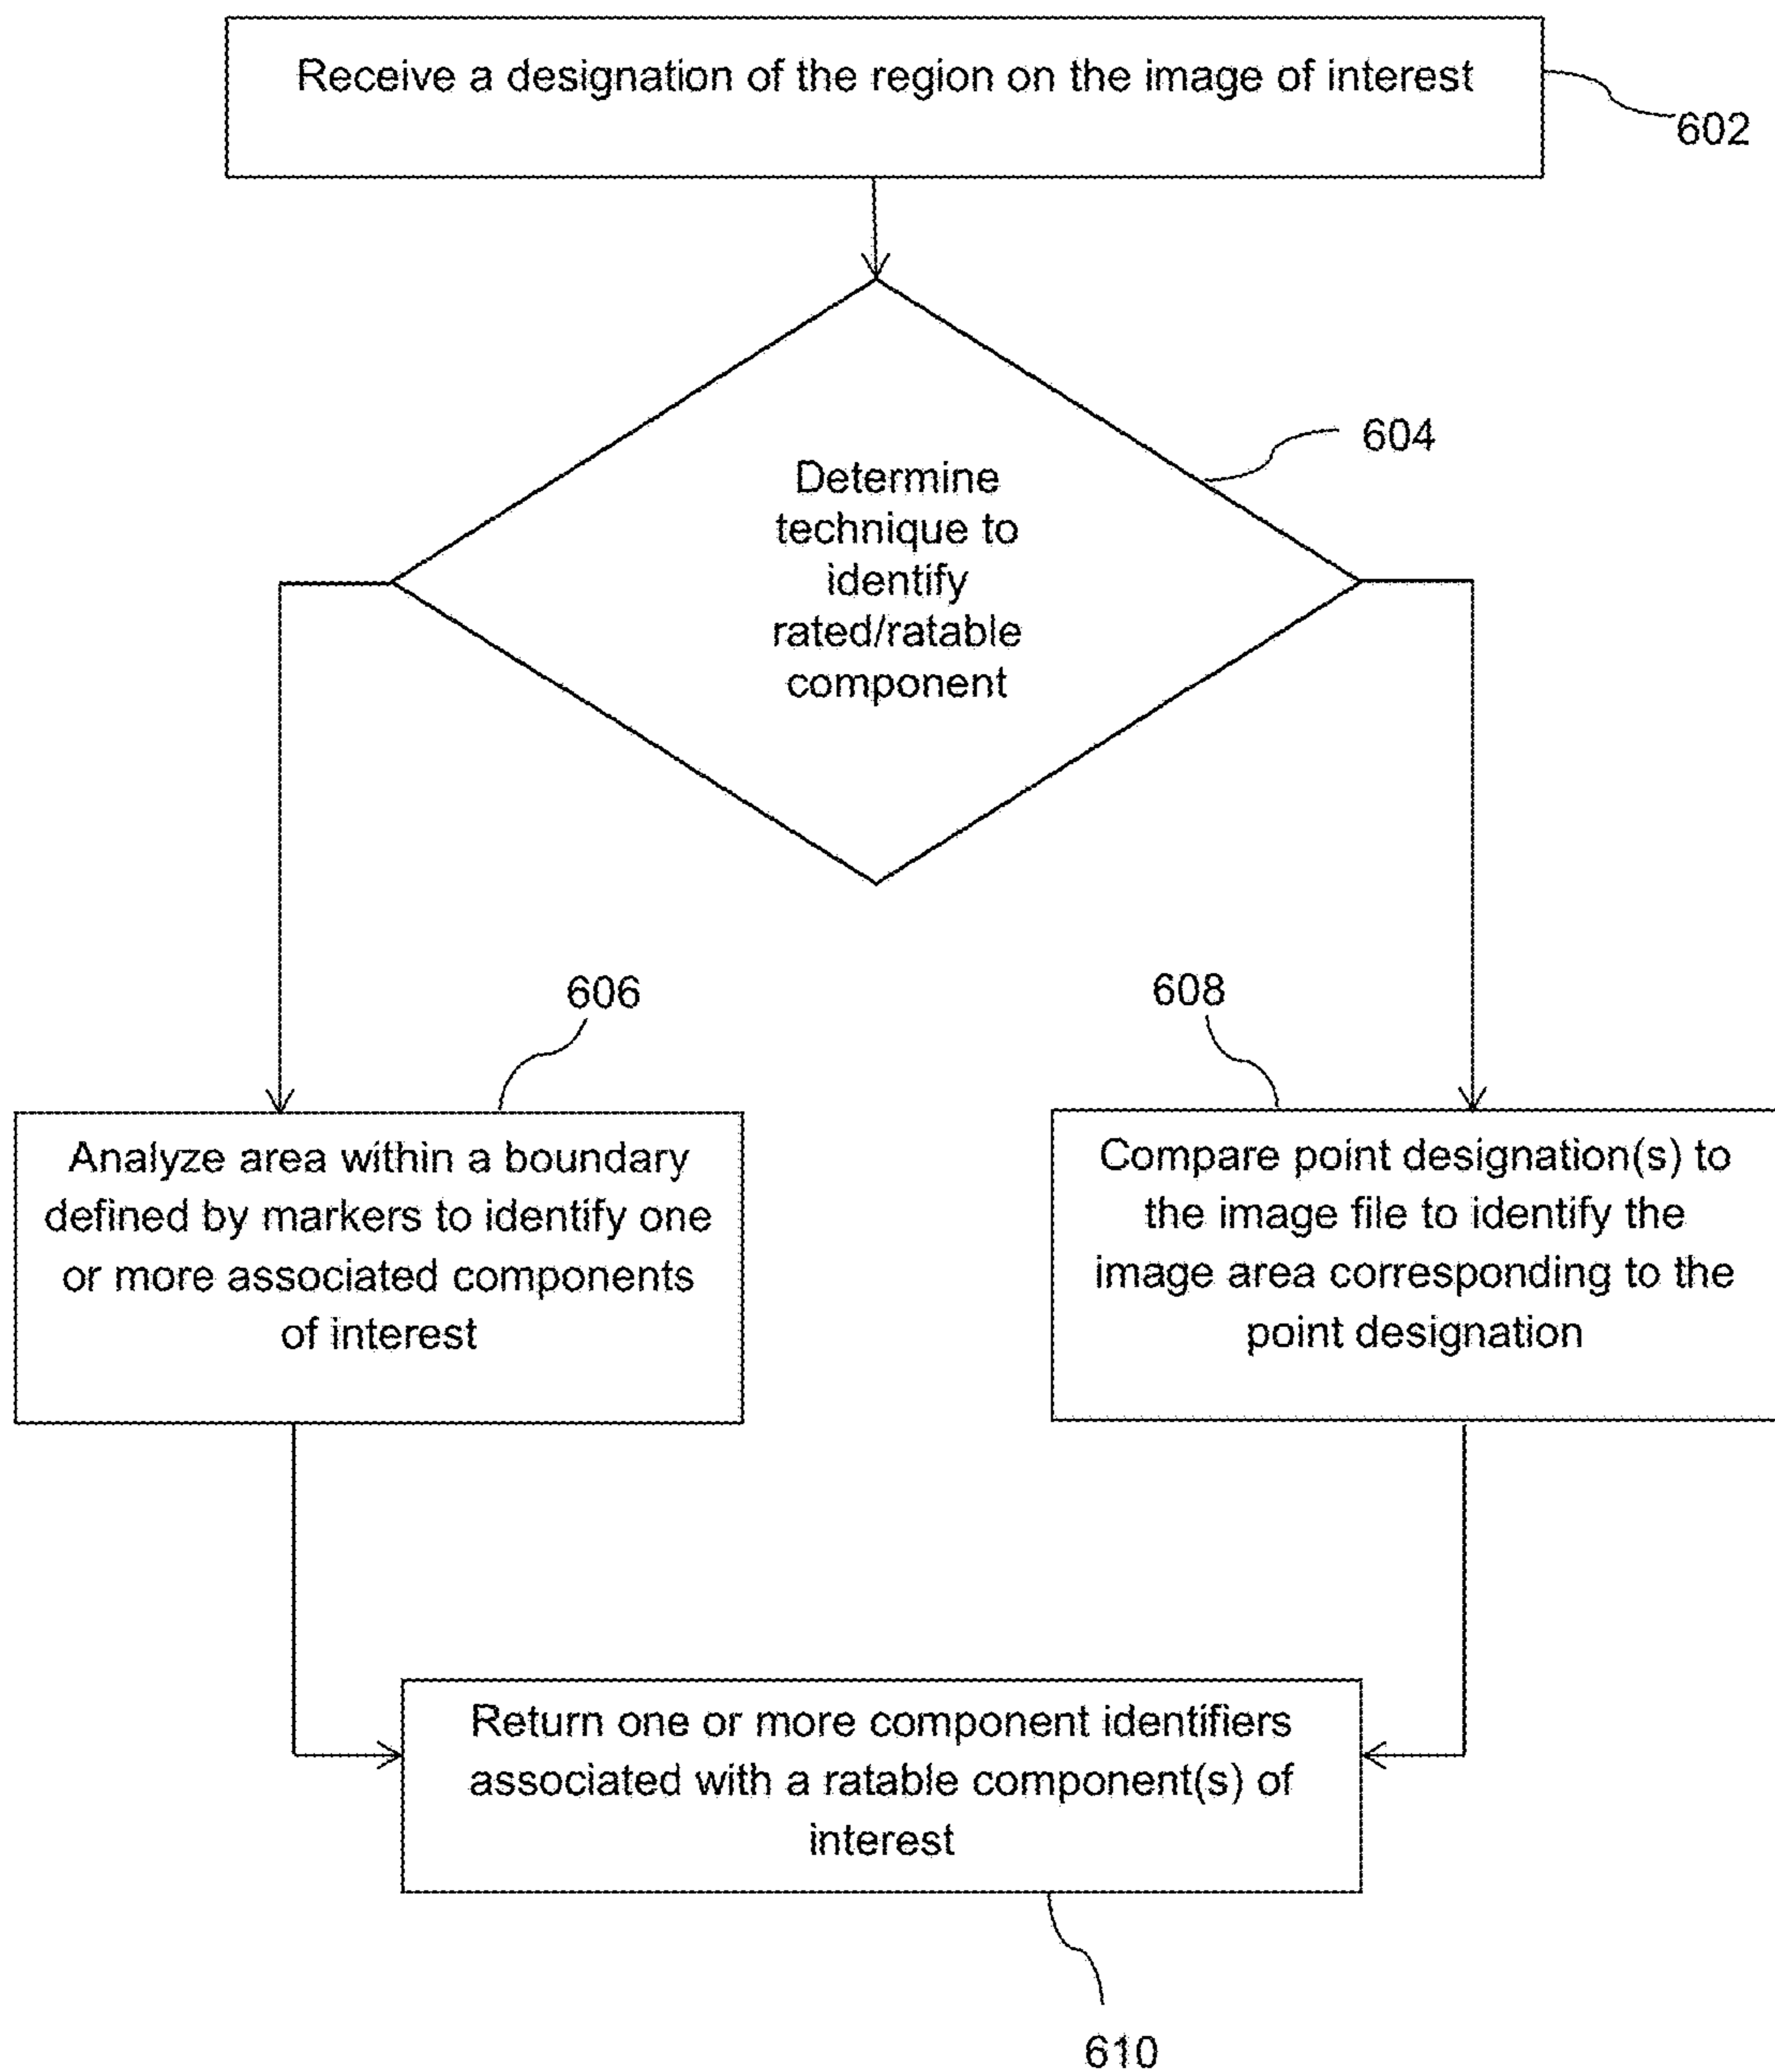 Receive a designation of the region on the image of interest
602
604
Determine
technique to
identify
rated/ratable
component
606
608
Analyze area within a boundary
defined by markers to identify one
or more associated components
of interest
Compare point designation(s) to
the image file to identify the
image area corresponding to the
point designation
Return one or more component identifiers
associated with a ratable component(s) of
interest
610